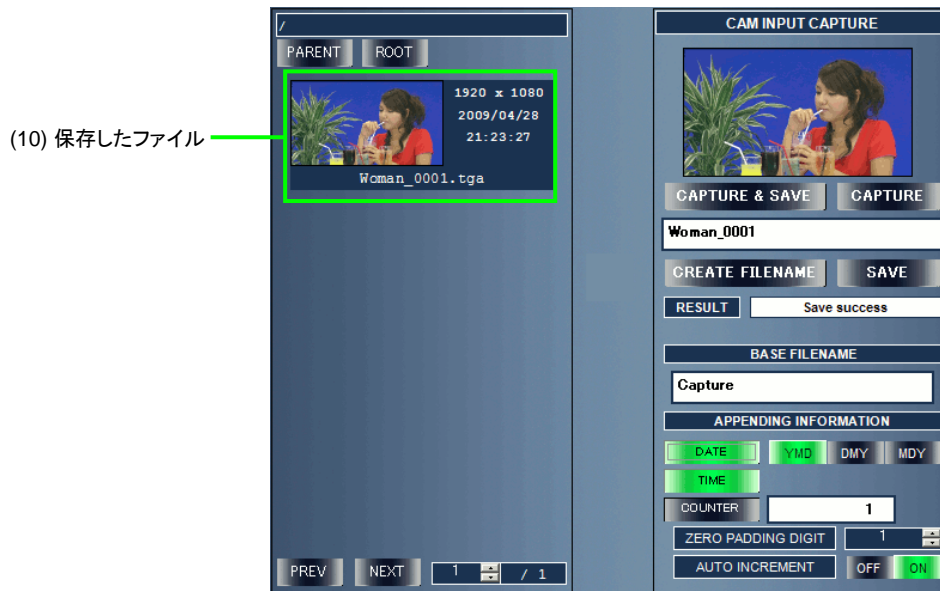 /
PARENT ROOT
1920 x 1080
2009/04/28
21:23:27
Woman_0001.tga
(10) 保存したファイル
PREV NEXT 1 / 1
CAM INPUT CAPTURE
CAPTURE & SAVE CAPTURE
Woman_0001
CREATE FILENAME SAVE
RESULT Save success
BASE FILENAME
Capture
APPENDING INFORMATION
DATE YMD DMY MDY
TIME
COUNTER 1
ZERO PADDING DIGIT 1
AUTO INCREMENT OFF ON